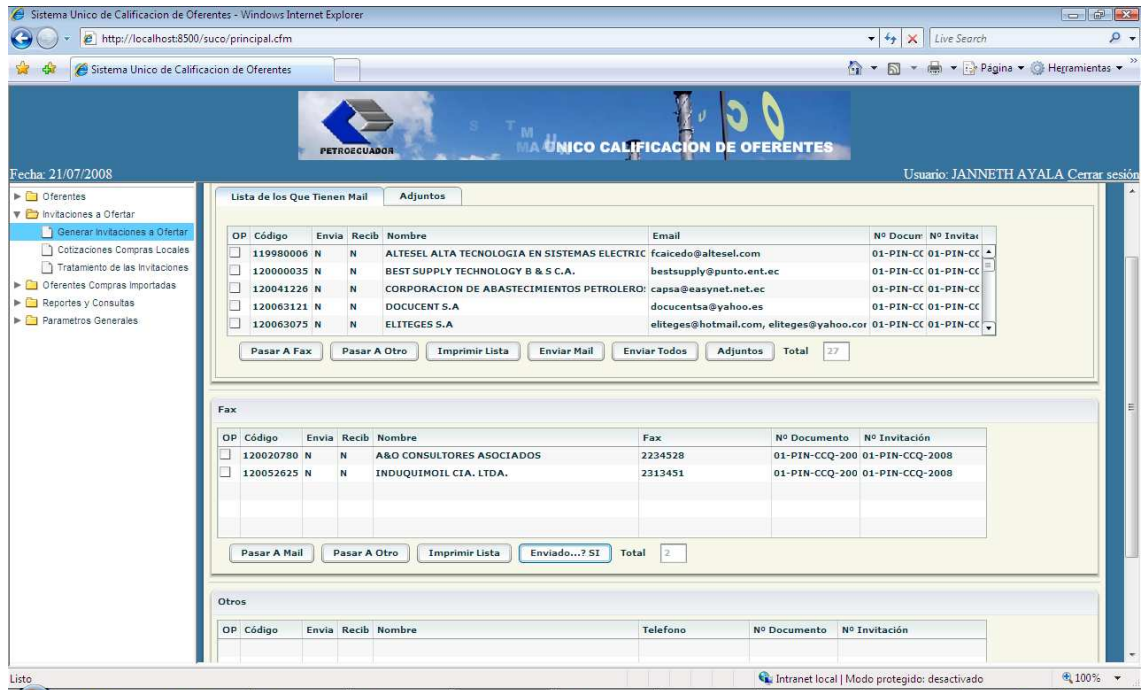 Sistema Unico de Calificacion de Oferentes - Windows Internet Explorer
http://localhost:8500/suco/principal.cfm
Live Search
Sistema Unico de Calificacion de Oferentes
Página
Herramientas
PETROECUADOR
S T M
MA UNICO CALIFICACION DE OFERENTES
Fecha: 21/07/2008
Usuario: JANNETH AYALA Cerrar sesión
Oferentes
Invitaciones a Ofertar
Generar Invitaciones a Ofertar
Cotizaciones Compras Locales
Tratamiento de las Invitaciones
Oferentes Compras Importadas
Reportes y Consultas
Parametros Generales
Lista de los Que Tienen Mail
Adjuntos
OP Código Envia Recib Nombre Email Nº Docum Nº Invitac
119980006 N N ALTESEL ALTA TECNOLOGIA EN SISTEMAS ELECTRIC fcaicedo@altesel.com 01-PIN-CC 01-PIN-CC
120000035 N N BEST SUPPLY TECHNOLOGY B & S C.A. bestsupply@punto.ent.ec 01-PIN-CC 01-PIN-CC
120041226 N N CORPORACION DE ABASTECIMIENTOS PETROLERO: capsa@easynet.net.ec 01-PIN-CC 01-PIN-CC
120063121 N N DOCUCENT S.A docucentsa@yahoo.es 01-PIN-CC 01-PIN-CC
120063075 N N ELITEGES S.A eliteges@hotmail.com, eliteges@yahoo.cor 01-PIN-CC 01-PIN-CC
Pasar A Fax Pasar A Otro Imprimir Lista Enviar Mail Enviar Todos Adjuntos Total 27
Fax
OP Código Envia Recib Nombre Fax Nº Documento Nº Invitación
120020780 N N A&O CONSULTORES ASOCIADOS 2234528 01-PIN-CCQ-200 01-PIN-CCQ-2008
120052625 N N INDUQUIMOIL CIA. LTDA. 2313451 01-PIN-CCQ-200 01-PIN-CCQ-2008
Pasar A Mail Pasar A Otro Imprimir Lista Enviado...? SI Total 2
Otros
OP Código Envia Recib Nombre Telefono Nº Documento Nº Invitación
Listo
Intranet local | Modo protegido: desactivado
100%